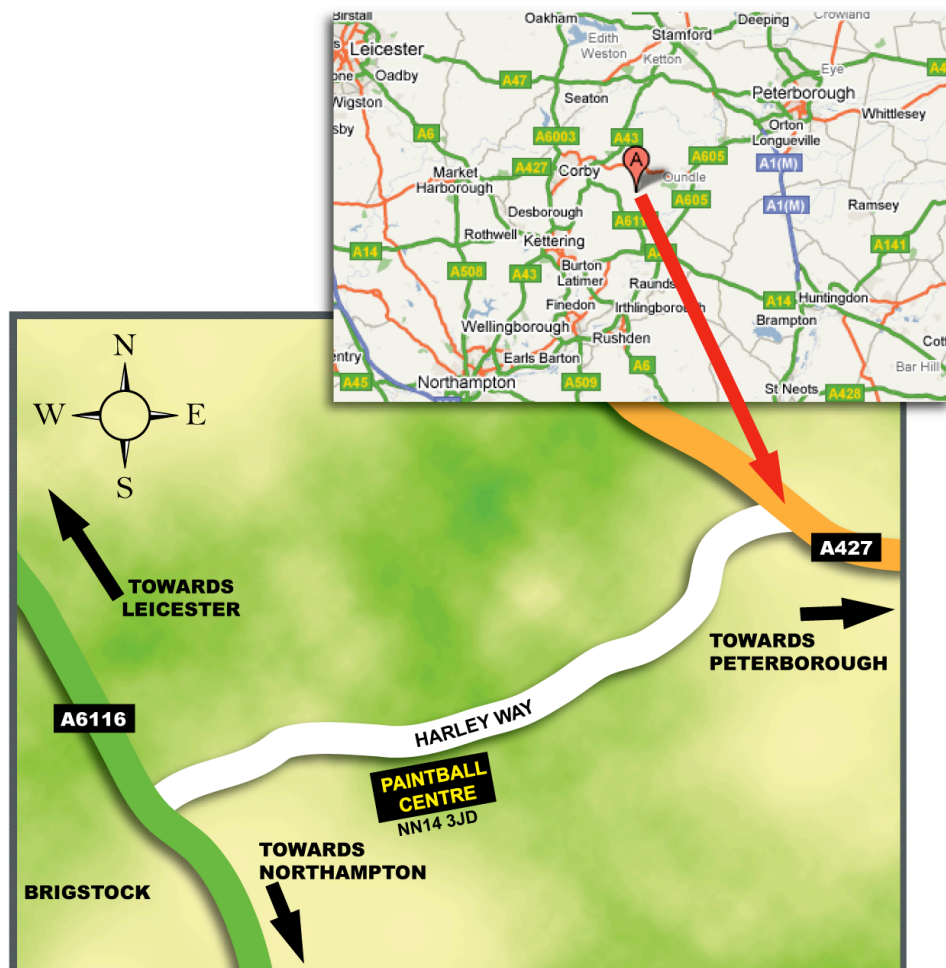 Birstall
Oakham
Deeping
Crowland
Edith
Weston
Stamford
Leicester
Ketton
Oadby
A47
Eye
Peterborough
Wigston
Seaton
Whittlesey
A6
A6003
A43
Orton
Longueville
A605
A427
Corby
A
A1(M)
Market
Harborough
Oundle
A605
A1(M)
Ramsey
Desborough
Rothwell
Kettering
A141
A14
A508
A43
Burton
Latimer
Raunds
A14
Huntingdon
Finedon
Irthlingborough
Brampton
Wellingborough
Rushden
Earls Barton
A6
Bar Hill
A45
Northampton
A509
St Neots
A428
N
W
E
S
TOWARDS
LEICESTER
A427
TOWARDS
PETERBOROUGH
HARLEY WAY
A6116
PAINTBALL
CENTRE
NN14 3JD
TOWARDS
NORTHAMPTON
BRIGSTOCK